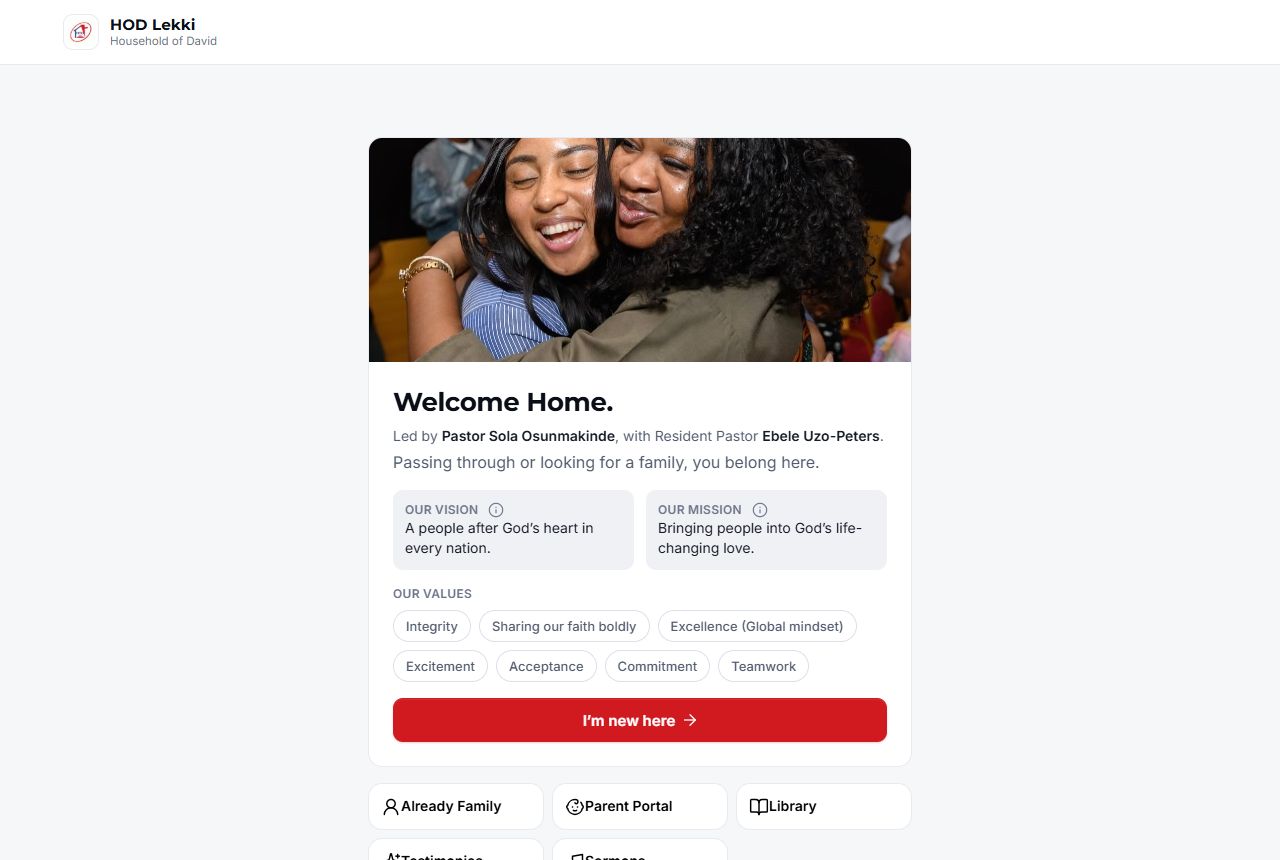 HOD Lekki
Household of David
Welcome Home.
Led by Pastor Sola Osunmakinde, with Resident Pastor Ebele Uzo-Peters.
Passing through or looking for a family, you belong here.
OUR VISION
A people after God’s heart in
every nation.
OUR MISSION
Bringing people into God’s life-
changing love.
OUR VALUES
Integrity
Sharing our faith boldly
Excellence (Global mindset)
Excitement
Acceptance
Commitment
Teamwork
I’m new here →
Already Family
Parent Portal
Library
Testimonies
Sermons